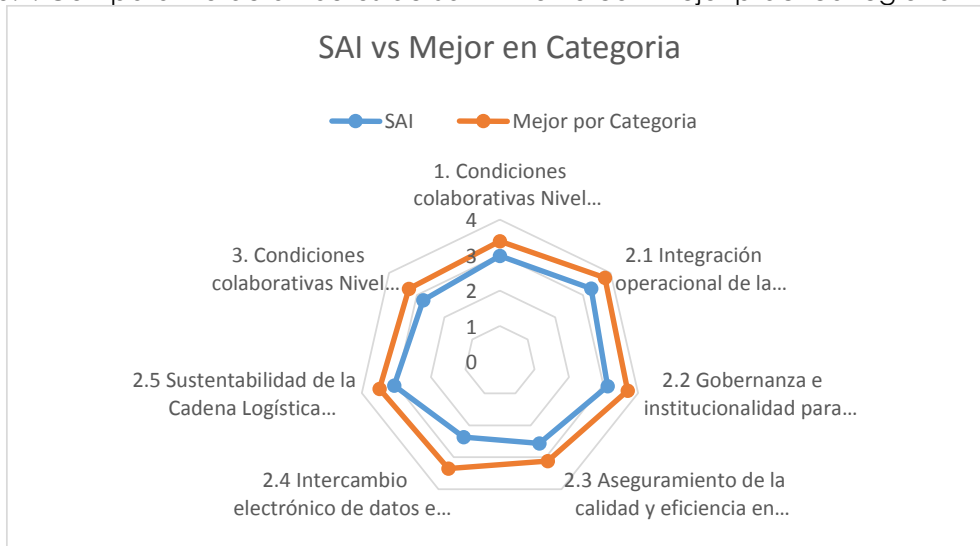 SAI vs Mejor en Categoria
SAI
Mejor por Categoria
1. Condiciones
colaborativas Nivel...
4
3
2
1
0
2.1 Integración
operacional de la...
2.2 Gobernanza e
institucionalidad para...
2.3 Aseguramiento de la
calidad y eficiencia en...
2.4 Intercambio
electrónico de datos e...
2.5 Sustentabilidad de la
Cadena Logística...
3. Condiciones
colaborativas Nivel...